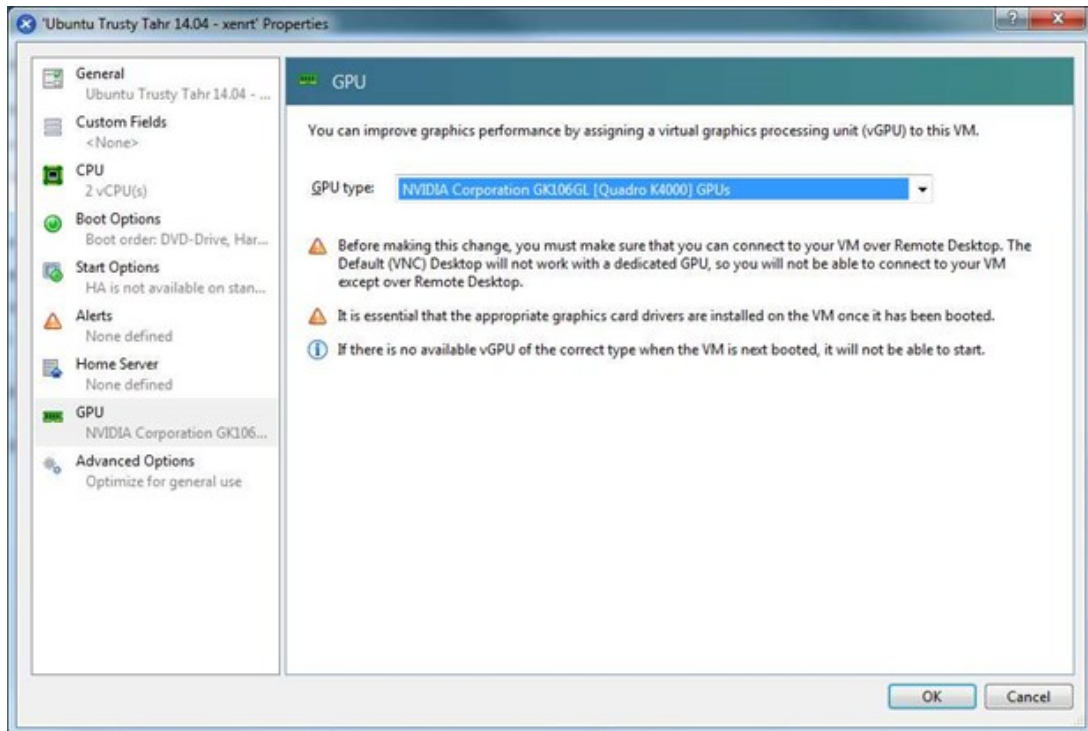 'Ubuntu Trusty Tahr 14.04 - xenrt' Properties
General
Ubuntu Trusty Tahr 14.04 - ...
Custom Fields
<None>
CPU
2 vCPU(s)
Boot Options
Boot order: DVD-Drive, Har...
Start Options
HA is not available on stan...
Alerts
None defined
Home Server
None defined
GPU
NVIDIA Corporation GK106...
Advanced Options
Optimize for general use
GPU
You can improve graphics performance by assigning a virtual graphics processing unit (vGPU) to this VM.
GPU type: NVIDIA Corporation GK106GL [Quadro K4000] GPUs
Before making this change, you must make sure that you can connect to your VM over Remote Desktop. The
Default (VNC) Desktop will not work with a dedicated GPU, so you will not be able to connect to your VM
except over Remote Desktop.
It is essential that the appropriate graphics card drivers are installed on the VM once it has been booted.
If there is no available vGPU of the correct type when the VM is next booted, it will not be able to start.
OK Cancel